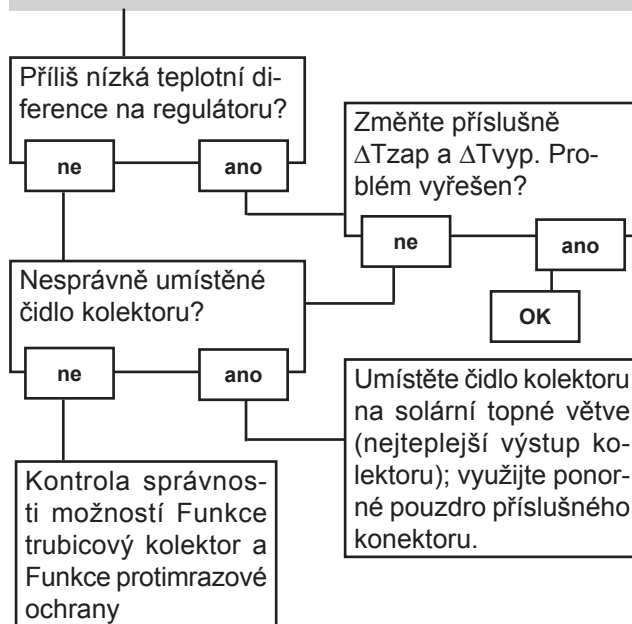 Příliš nízká teplotní di-
ference na regulátoru?
ne
ano
Změňte příslušně
∆Tzap a ∆Tvyp. Pro-
blém vyřešen?
ne
ano
OK
Nesprávně umístěné
čidlo kolektoru?
ne
ano
Umístěte čidlo kolektoru
na solární topné větve
(nejteplejší výstup ko-
lektoru); využijte ponor-
né pouzdro příslušného
konektoru.
Kontrola správnos-
ti možností Funkce
trubicový kolektor a
Funkce protimrazové
ochrany